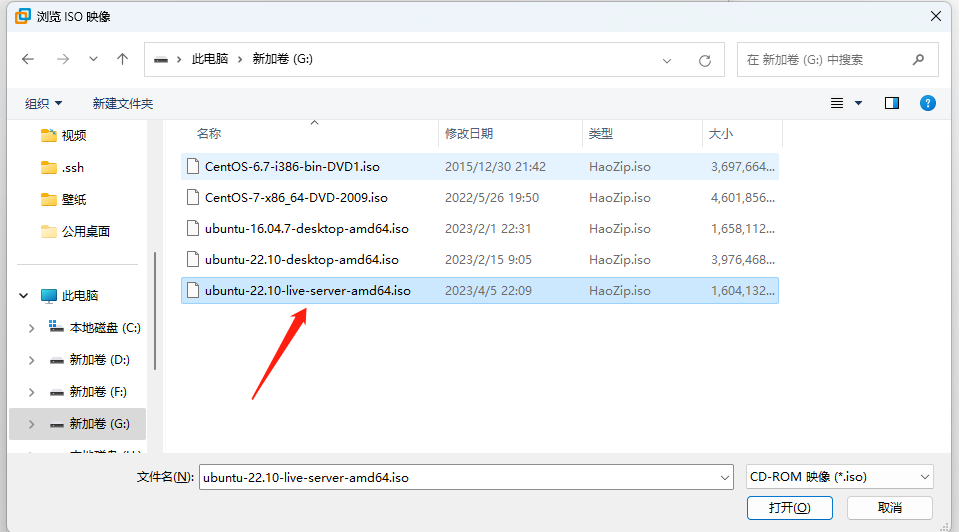 浏览 ISO 映像
此电脑 新加卷 (G:)
在 新加卷 (G:) 中搜索
组织 新建文件夹
视频
.ssh
壁纸
公用桌面
此电脑
本地磁盘 (C:)
新加卷 (D:)
新加卷 (F:)
新加卷 (G:)
名称 修改日期 类型 大小
CentOS-6.7-i386-bin-DVD1.iso 2015/12/30 21:42 HaoZip.iso 3,697,664...
CentOS-7-x86_64-DVD-2009.iso 2022/5/26 19:50 HaoZip.iso 4,601,856...
ubuntu-16.04.7-desktop-amd64.iso 2023/2/1 22:31 HaoZip.iso 1,658,112...
ubuntu-22.10-desktop-amd64.iso 2023/2/15 9:05 HaoZip.iso 3,976,468...
ubuntu-22.10-live-server-amd64.iso 2023/4/5 22:09 HaoZip.iso 1,604,132...
文件名(N): ubuntu-22.10-live-server-amd64.iso CD-ROM 映像 (*.iso)
打开(O) 取消